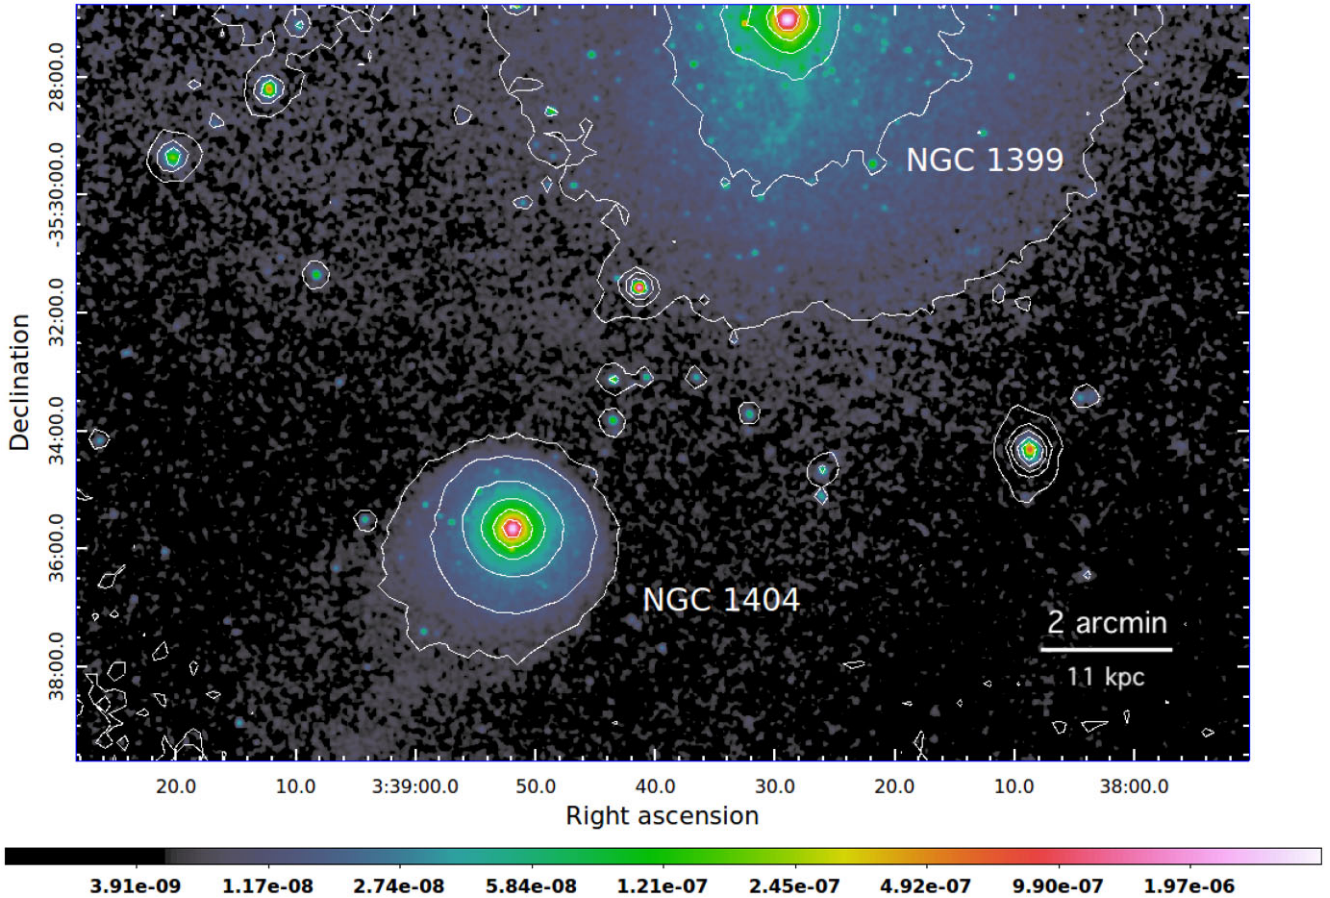 28:00.0
NGC 1399
-35:30:00.0
32:00.0
Declination
34:00.0
36:00.0
NGC 1404
2 arcmin
11 kpc
38:00.0
20.0 10.0 3:39:00.0 50.0 40.0 30.0 20.0 10.0 38:00.0
Right ascension
3.91e-09 1.17e-08 2.74e-08 5.84e-08 1.21e-07 2.45e-07 4.92e-07 9.90e-07 1.97e-06